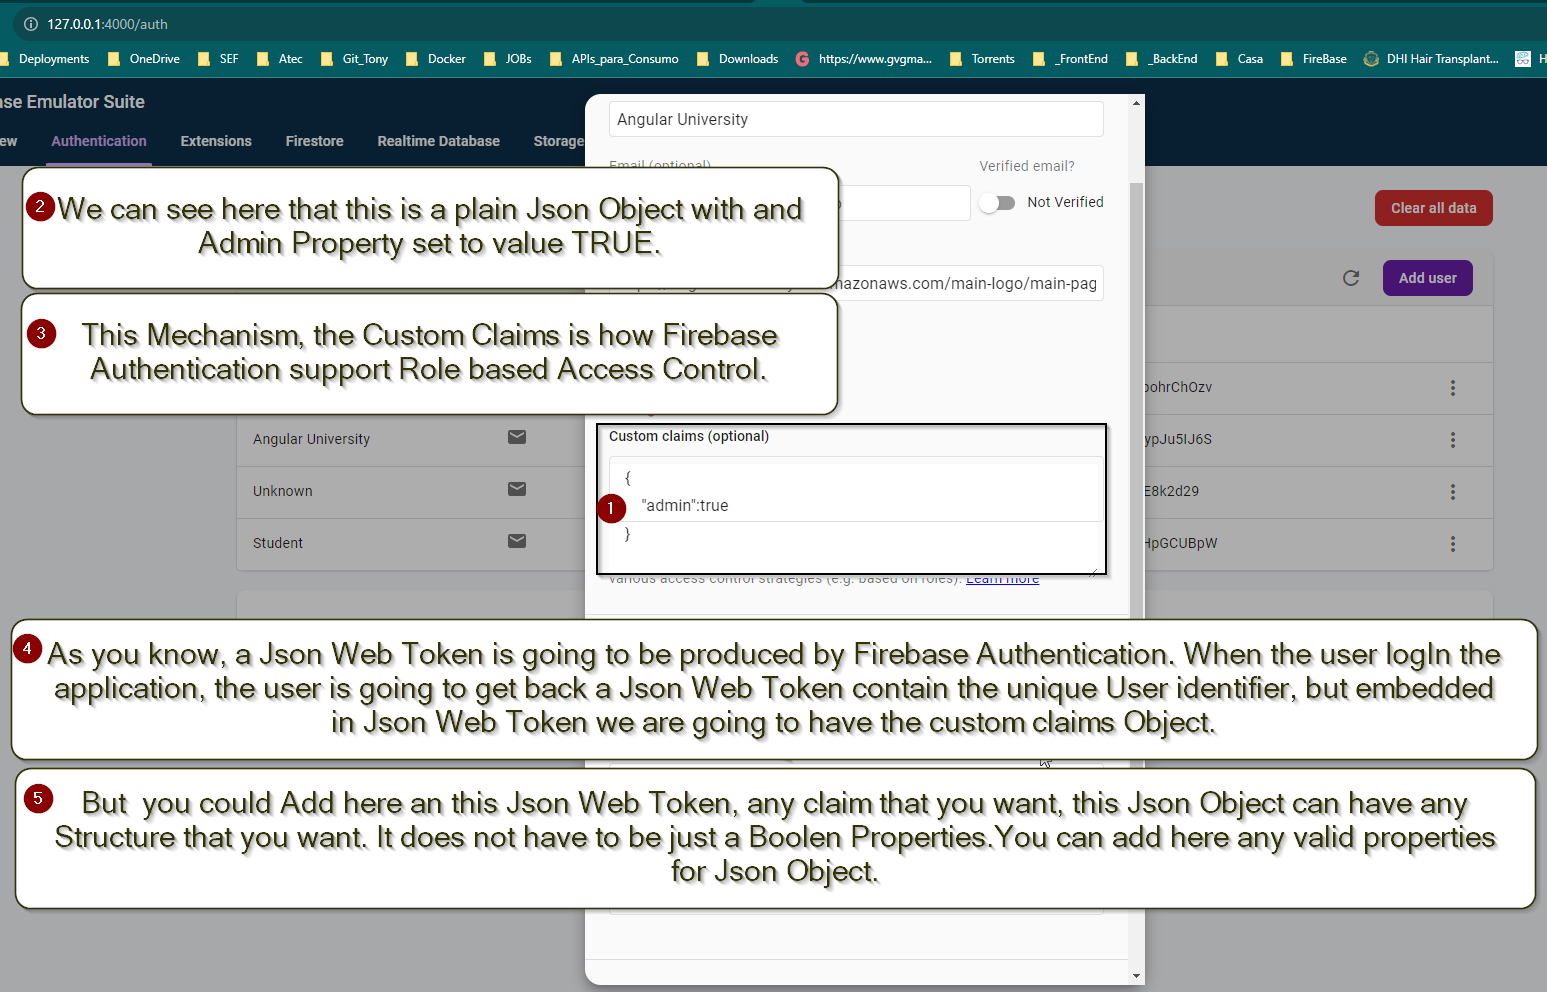 127.0.0.1:4000/auth
Deployments OneDrive SEF Atec Git_Tony Docker JOBs APIs_para_Consumo Downloads https://www.gvgma... Torrents _FrontEnd _BackEnd Casa FireBase DHI Hair Transplant... H
se Emulator Suite
ew Authentication Extensions Firestore Realtime Database Storage
Angular University
Email (optional) Verified email?
Not Verified
Clear all data
2 We can see here that this is a plain Json Object with and
Admin Property set to value TRUE.
mazonaws.com/main-logo/main-pag
Add user
3 This Mechanism, the Custom Claims is how Firebase
Authentication support Role based Access Control.
oohrChOzv
Custom claims (optional)
Angular University ypJu5IJ6S
{
Unknown E8k2d29
1 "admin":true
}
Student HpGCUBpW
various access control strategies (e.g. based on roles). Learn more
4 As you know, a Json Web Token is going to be produced by Firebase Authentication. When the user logIn the
application, the user is going to get back a Json Web Token contain the unique User identifier, but embedded
in Json Web Token we are going to have the custom claims Object.
5 But you could Add here an this Json Web Token, any claim that you want, this Json Object can have any
Structure that you want. It does not have to be just a Boolen Properties.You can add here any valid properties
for Json Object.